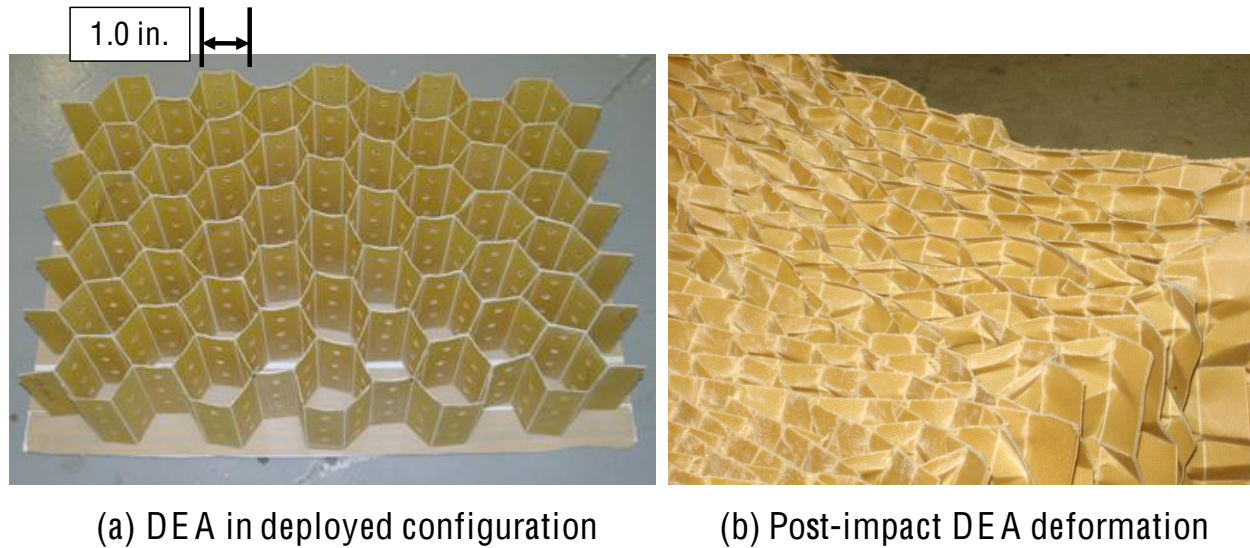 1.0 in.
(a) DEA in deployed configuration
(b) Post-impact DEA deformation